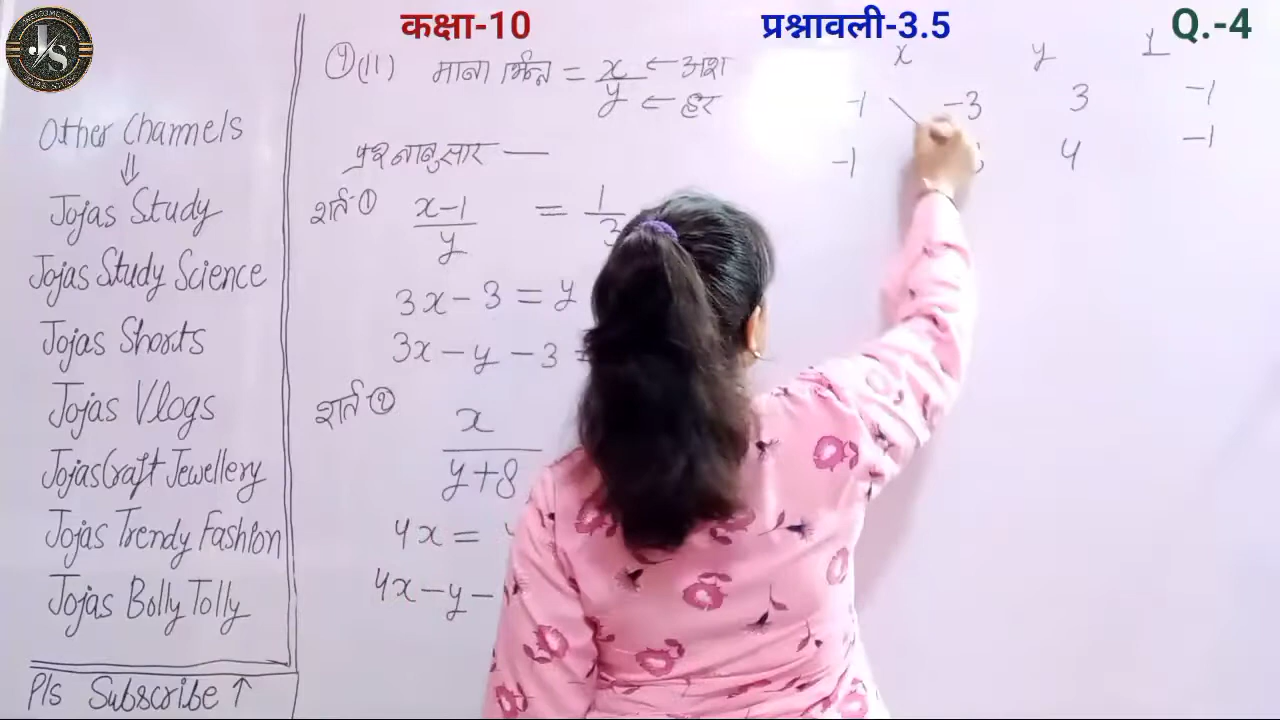 कक्षा-10 प्रश्नावली-3.5 Q.-4
J/S
Other Channels
⇓
Jojas Study
Jojas Study Science
Jojas Shorts
Jojas Vlogs
JojasCraft Jewellery
Jojas Trendy Fashion
Jojas Bolly Tolly
Pls Subscribe ↑
(II) माना भिन्न = x/y ← अंश
← हर
प्रश्नानुसार —
शर्त ① x-1/y = 1/3
3x - 3 = y
3x - y - 3
शर्त ② x/y+8
4x =
4x - y -
x y 1
-1 -3 3 -1
-1 4 -1